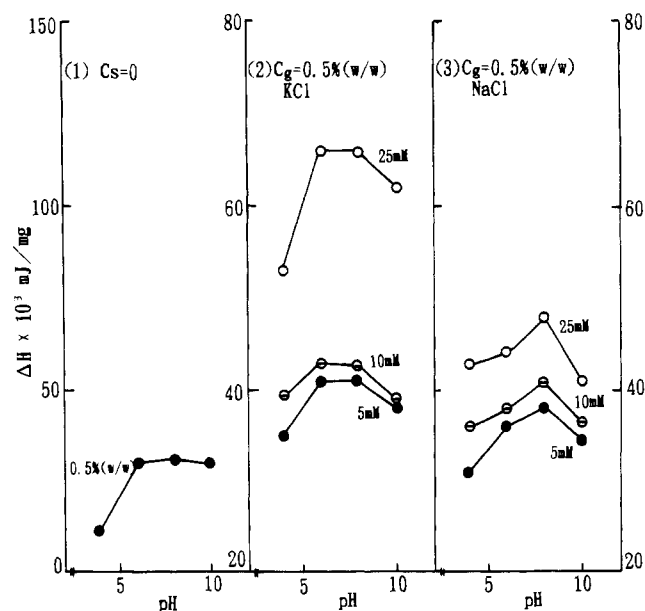 150
100
50
0
ΔH × 10³ mJ/mg
(1) Cs=0
0.5%(w/w)
5
10
pH
80
60
40
20
(2)Cg=0.5%(w/w)
KCl
25mM
10mM
5mM
5
10
pH
(3)Cg=0.5%(w/w)
NaCl
25mM
10mM
5mM
5
10
pH
80
60
40
20